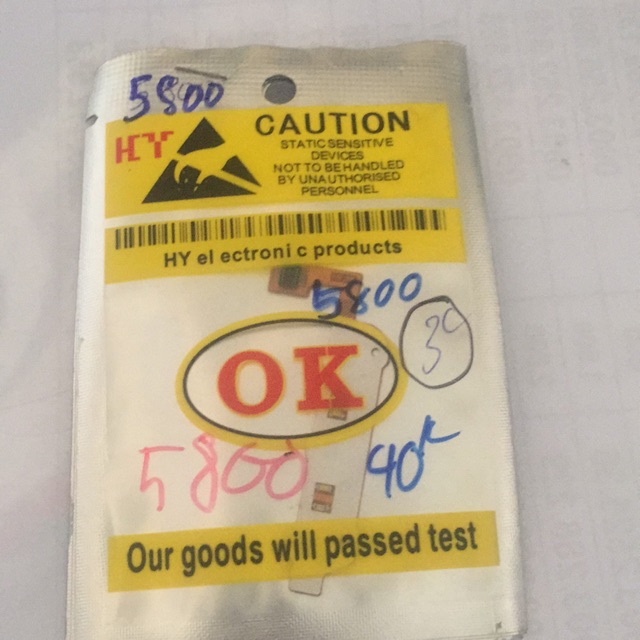 5800
HY
CAUTION
STATIC SENSITIVE
DEVICES
NOT TO BE HANDLED
BY UNAUTHORISED
PERSONNEL
HY el ectroni c products
5800
OK
5800
40k
Our goods will passed test